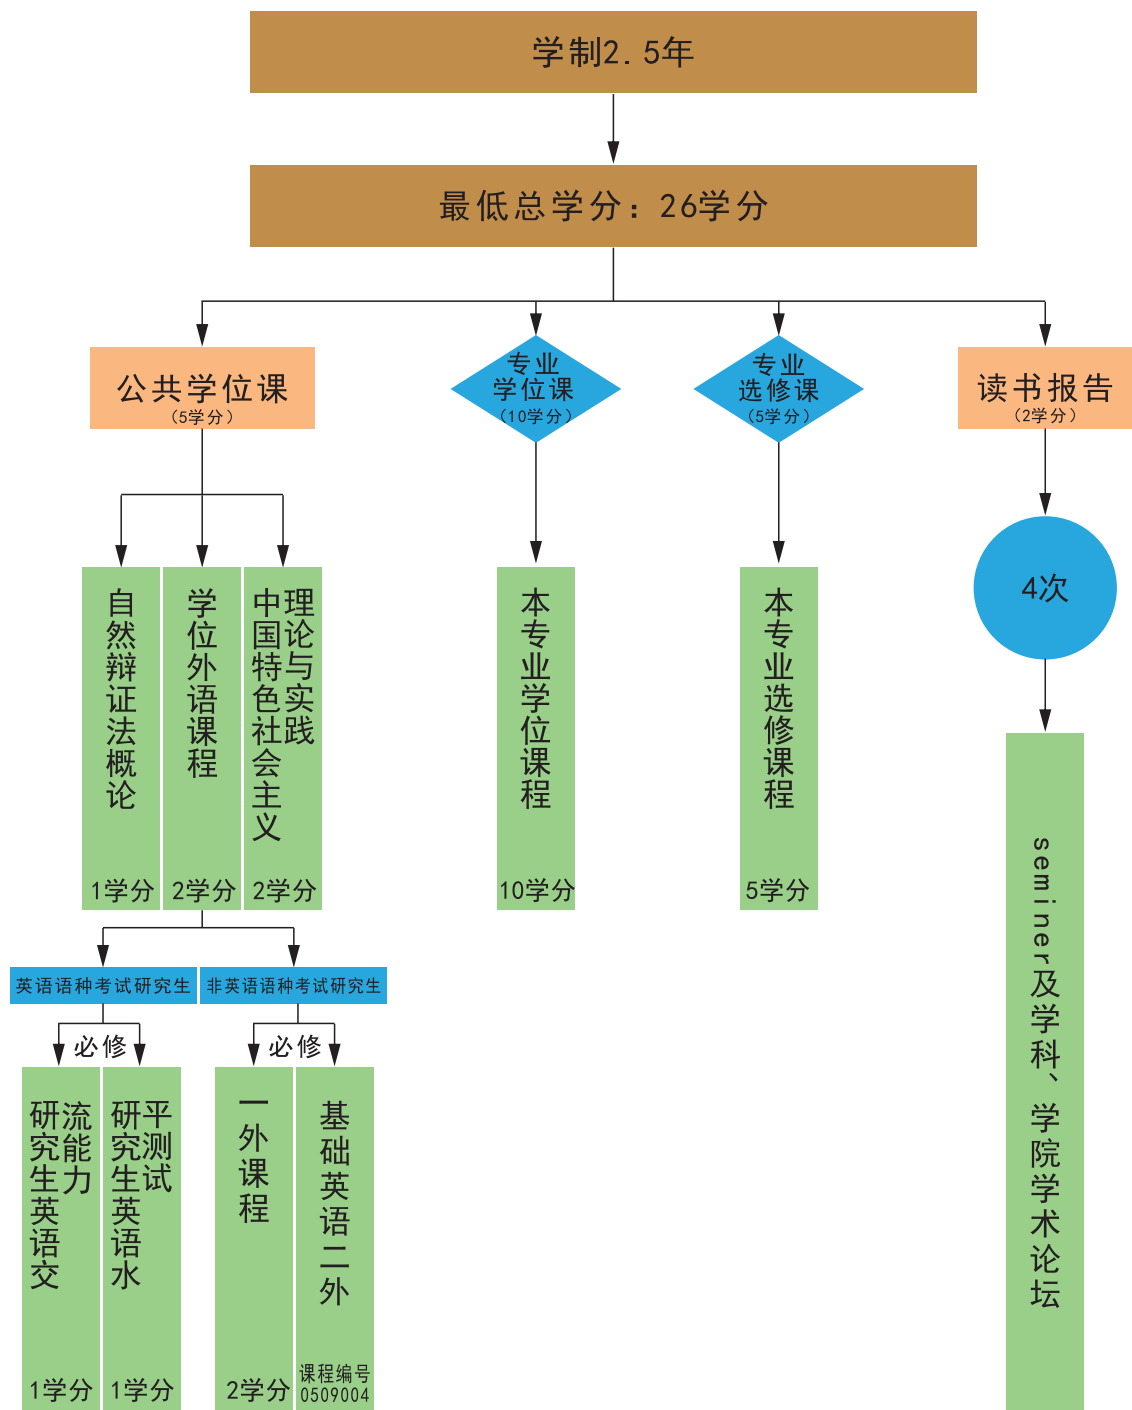 学制2.5年
最低总学分：26学分
公共学位课
（5学分）
专业
学位课
（10学分）
专业
选修课
（5学分）
读书报告
（2学分）
4次
自然辩证法概论
1学分
学位外语课程
2学分
中国特色社会主义
理论与实践
2学分
本专业学位课程
10学分
本专业选修课程
5学分
seminer及学科、学院学术论坛
英语语种考试研究生
非英语语种考试研究生
必修
必修
研究生英语交
流能力
1学分
研究生英语水
平测试
1学分
一外课程
2学分
基础英语二外
课程编号
0509004